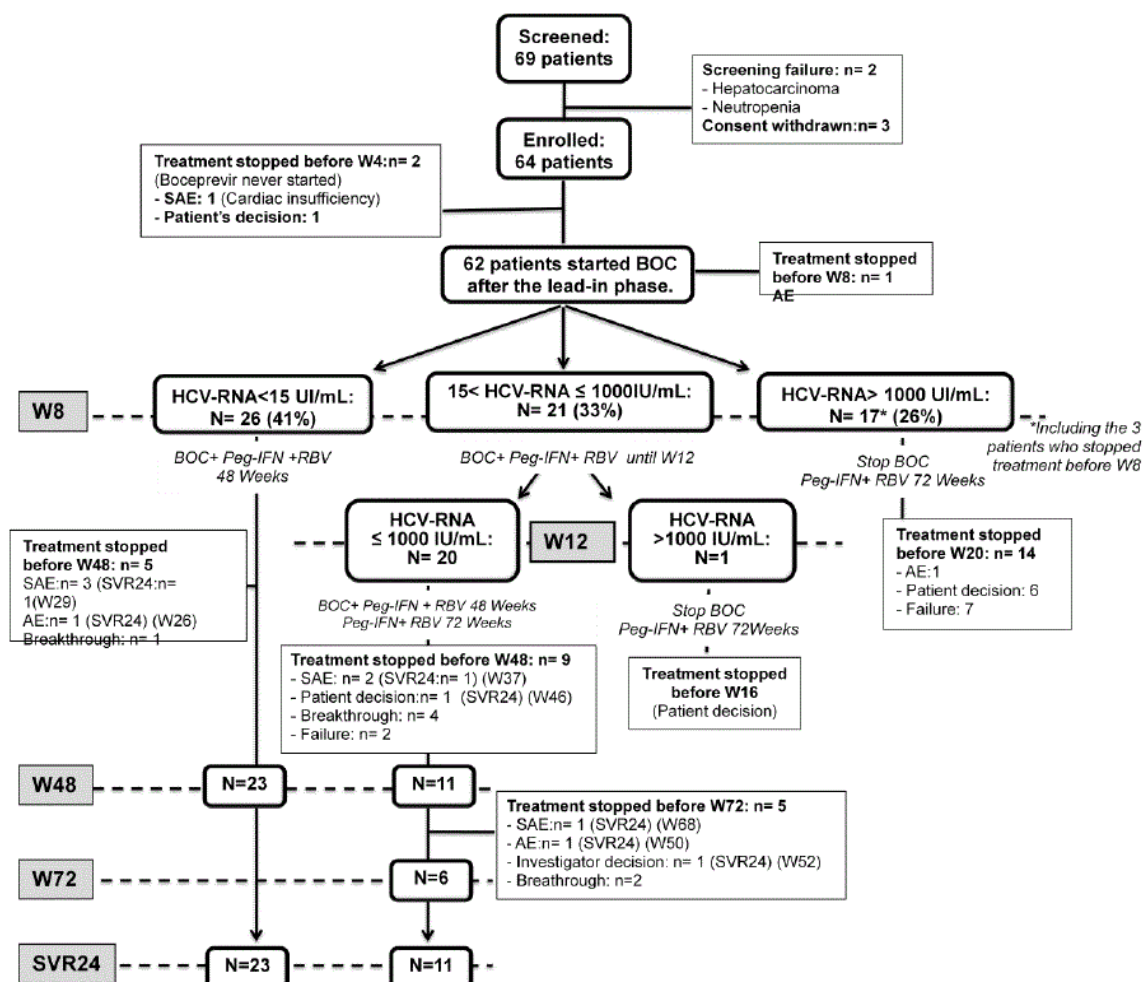 Screened:
69 patients
Screening failure: n= 2
- Hepatocarcinoma
- Neutropenia
Consent withdrawn:n= 3
Enrolled:
64 patients
Treatment stopped before W4:n= 2
(Boceprevir never started)
- SAE: 1 (Cardiac insufficiency)
- Patient's decision: 1
62 patients started BOC
after the lead-in phase.
Treatment stopped
before W8: n= 1
AE
W8
HCV-RNA<15 UI/mL:
N= 26 (41%)
15< HCV-RNA ≤ 1000IU/mL:
N= 21 (33%)
HCV-RNA> 1000 UI/mL:
N= 17* (26%)
*Including the 3
patients who stopped
treatment before W8
BOC+ Peg-IFN +RBV
48 Weeks
BOC+ Peg-IFN+ RBV until W12
Stop BOC
Peg-IFN+ RBV 72 Weeks
HCV-RNA
≤ 1000 IU/mL:
N= 20
W12
HCV-RNA
>1000 IU/mL:
N=1
Treatment stopped
before W48: n= 5
SAE:n= 3 (SVR24:n=
1(W29)
AE:n= 1 (SVR24) (W26)
Breakthrough: n= 1
Treatment stopped
before W20: n= 14
- AE:1
- Patient decision: 6
- Failure: 7
BOC+ Peg-IFN + RBV 48 Weeks
Peg-IFN+ RBV 72 Weeks
Stop BOC
Peg-IFN+ RBV 72Weeks
Treatment stopped before W48: n= 9
- SAE: n= 2 (SVR24:n= 1) (W37)
- Patient decision:n= 1 (SVR24) (W46)
- Breakthrough: n= 4
- Failure: n= 2
Treatment stopped
before W16
(Patient decision)
W48
N=23
N=11
Treatment stopped before W72: n= 5
- SAE:n= 1 (SVR24) (W68)
- AE:n= 1 (SVR24) (W50)
- Investigator decision: n= 1 (SVR24) (W52)
- Breathrough: n=2
W72
N=6
SVR24
N=23
N=11